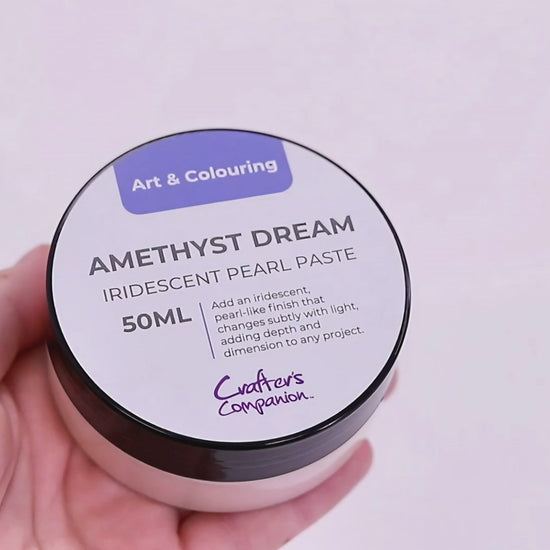 Art & Colouring
AMETHYST DREAM
IRIDESCENT PEARL PASTE
50ML
Add an iridescent,
pearl-like finish that
changes subtly with light,
adding depth and
dimension to any project.
Crafter's
Companion™